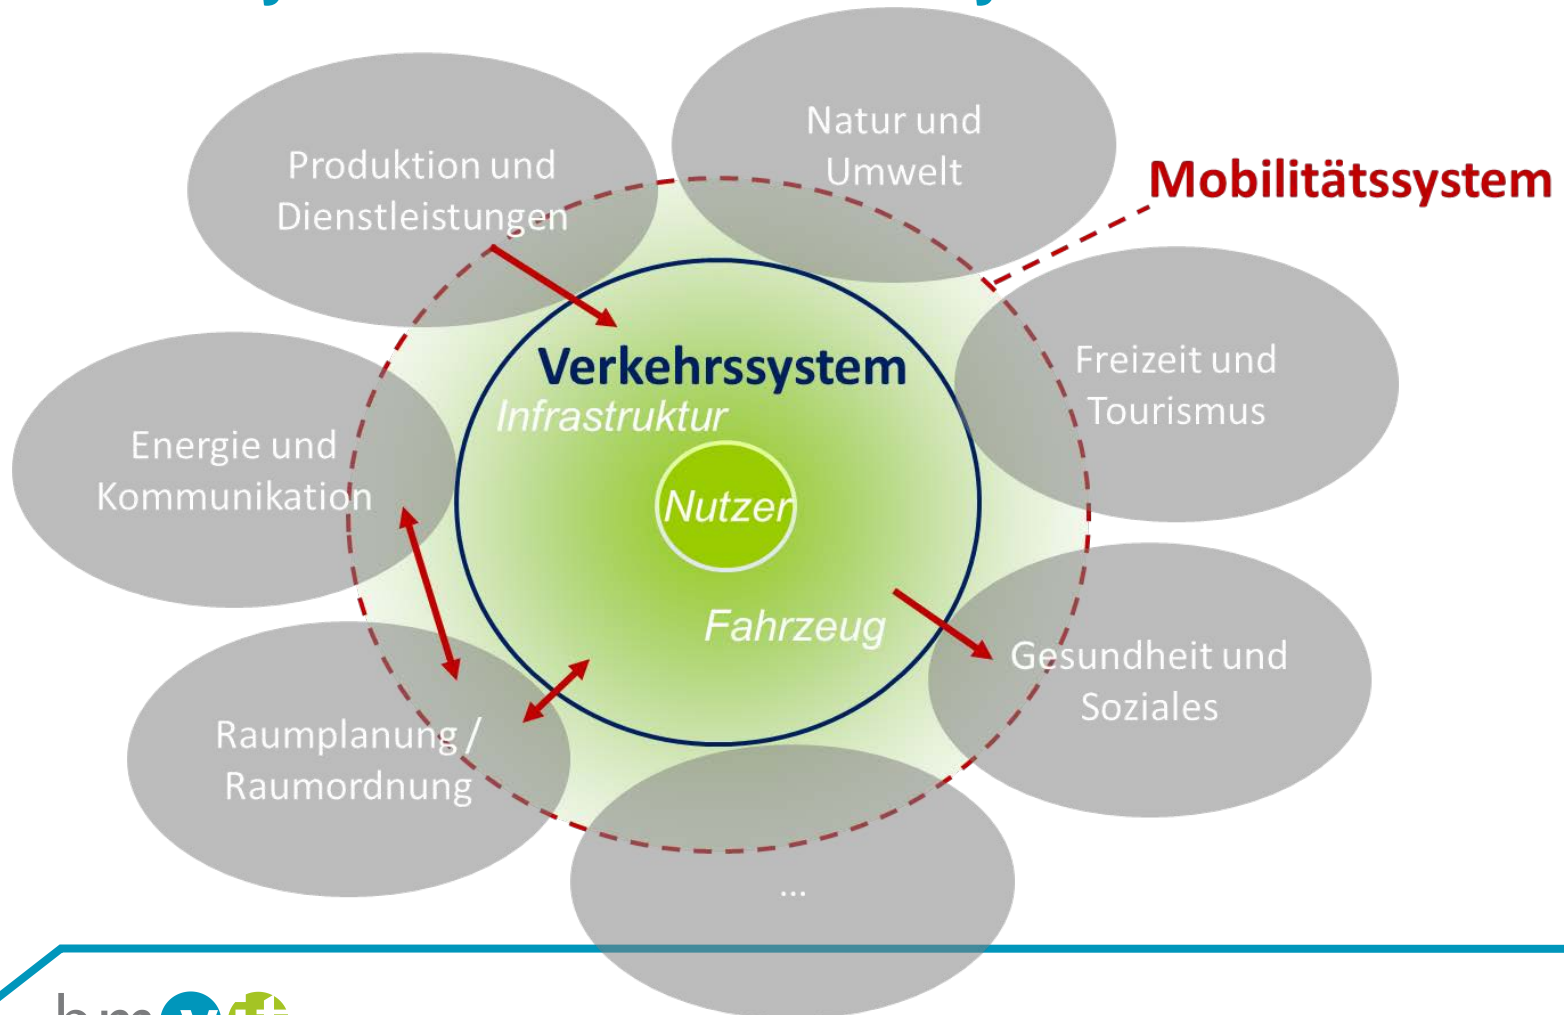 Natur und
Umwelt
Produktion und
Dienstleistungen
Mobilitätssystem
Verkehrssystem
Infrastruktur
Freizeit und
Tourismus
Energie und
Kommunikation
Nutzer
Fahrzeug
Gesundheit und
Soziales
Raumplanung /
Raumordnung
...